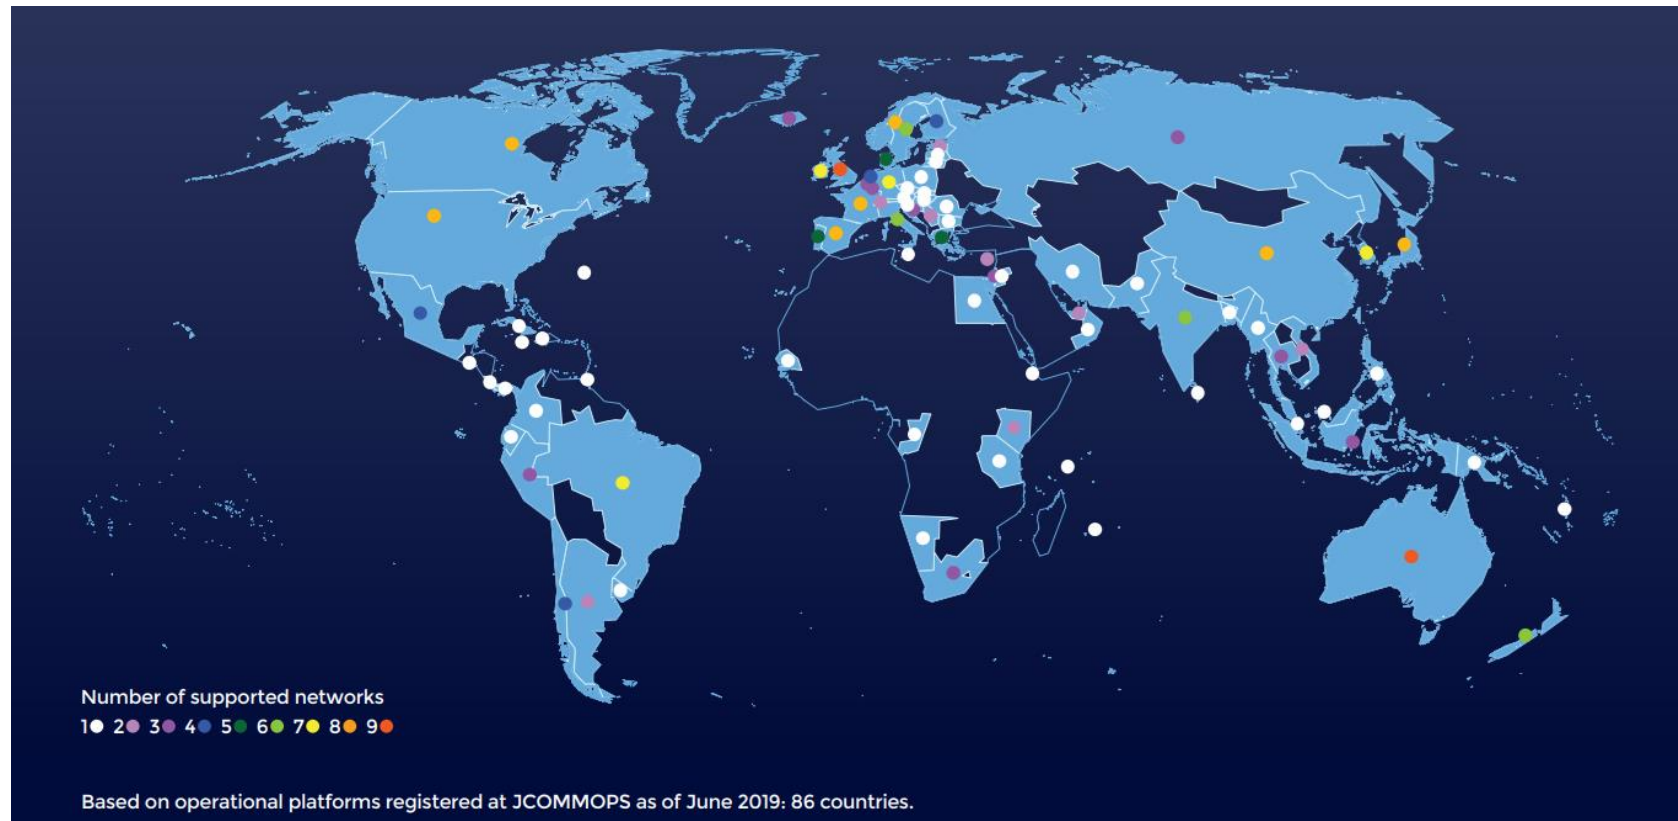 Number of supported networks
1 2 3 4 5 6 7 8 9
Based on operational platforms registered at JCOMMOPS as of June 2019: 86 countries.